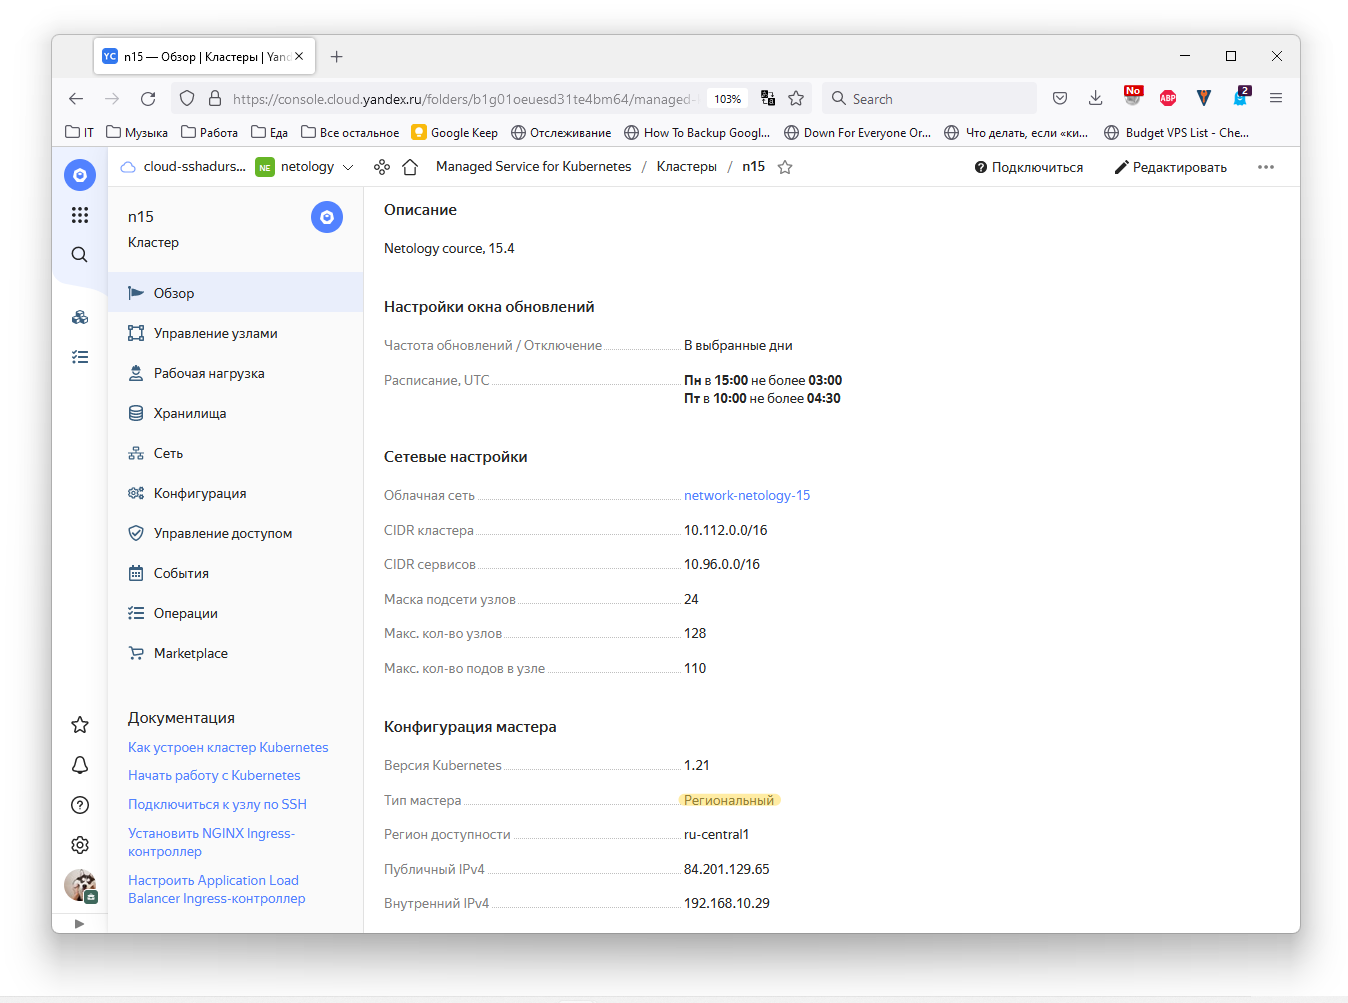 n15 — Обзор | Кластеры | Yand
https://console.cloud.yandex.ru/folders/b1g01oeuesd31te4bm64/managed-
103%
Search
No
ABP
2
IT
Музыка
Работа
Еда
Все остальное
Google Keep
Отслеживание
How To Backup Googl...
Down For Everyone Or...
Что делать, если «ки...
Budget VPS List - Che...
cloud-sshadurs...
NE
netology
Managed Service for Kubernetes / Кластеры / n15
Подключиться
Редактировать
n15
Кластер
Обзор
Управление узлами
Рабочая нагрузка
Хранилища
Сеть
Конфигурация
Управление доступом
События
Операции
Marketplace
Документация
Как устроен кластер Kubernetes
Начать работу с Kubernetes
Подключиться к узлу по SSH
Установить NGINX Ingress-
контроллер
Настроить Application Load
Balancer Ingress-контроллер
Описание
Netology cource, 15.4
Настройки окна обновлений
Частота обновлений / Отключение В выбранные дни
Расписание, UTC Пн в 15:00 не более 03:00
Пт в 10:00 не более 04:30
Сетевые настройки
Облачная сеть network-netology-15
CIDR кластера 10.112.0.0/16
CIDR сервисов 10.96.0.0/16
Маска подсети узлов 24
Макс. кол-во узлов 128
Макс. кол-во подов в узле 110
Конфигурация мастера
Версия Kubernetes 1.21
Тип мастера Региональный
Регион доступности ru-central1
Публичный IPv4 84.201.129.65
Внутренний IPv4 192.168.10.29